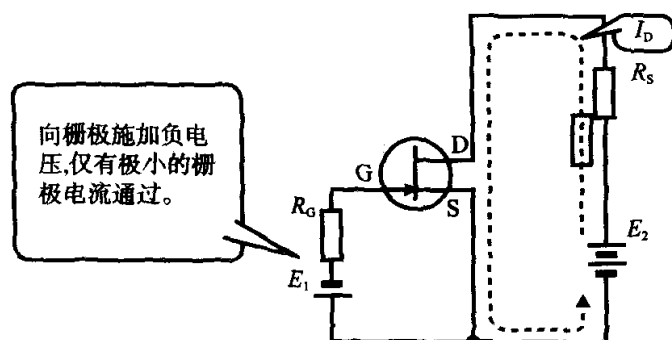 I_D
R_S
向栅极施加负电
压,仅有极小的栅
极电流通过。
D
G
S
R_G
E_2
E_1